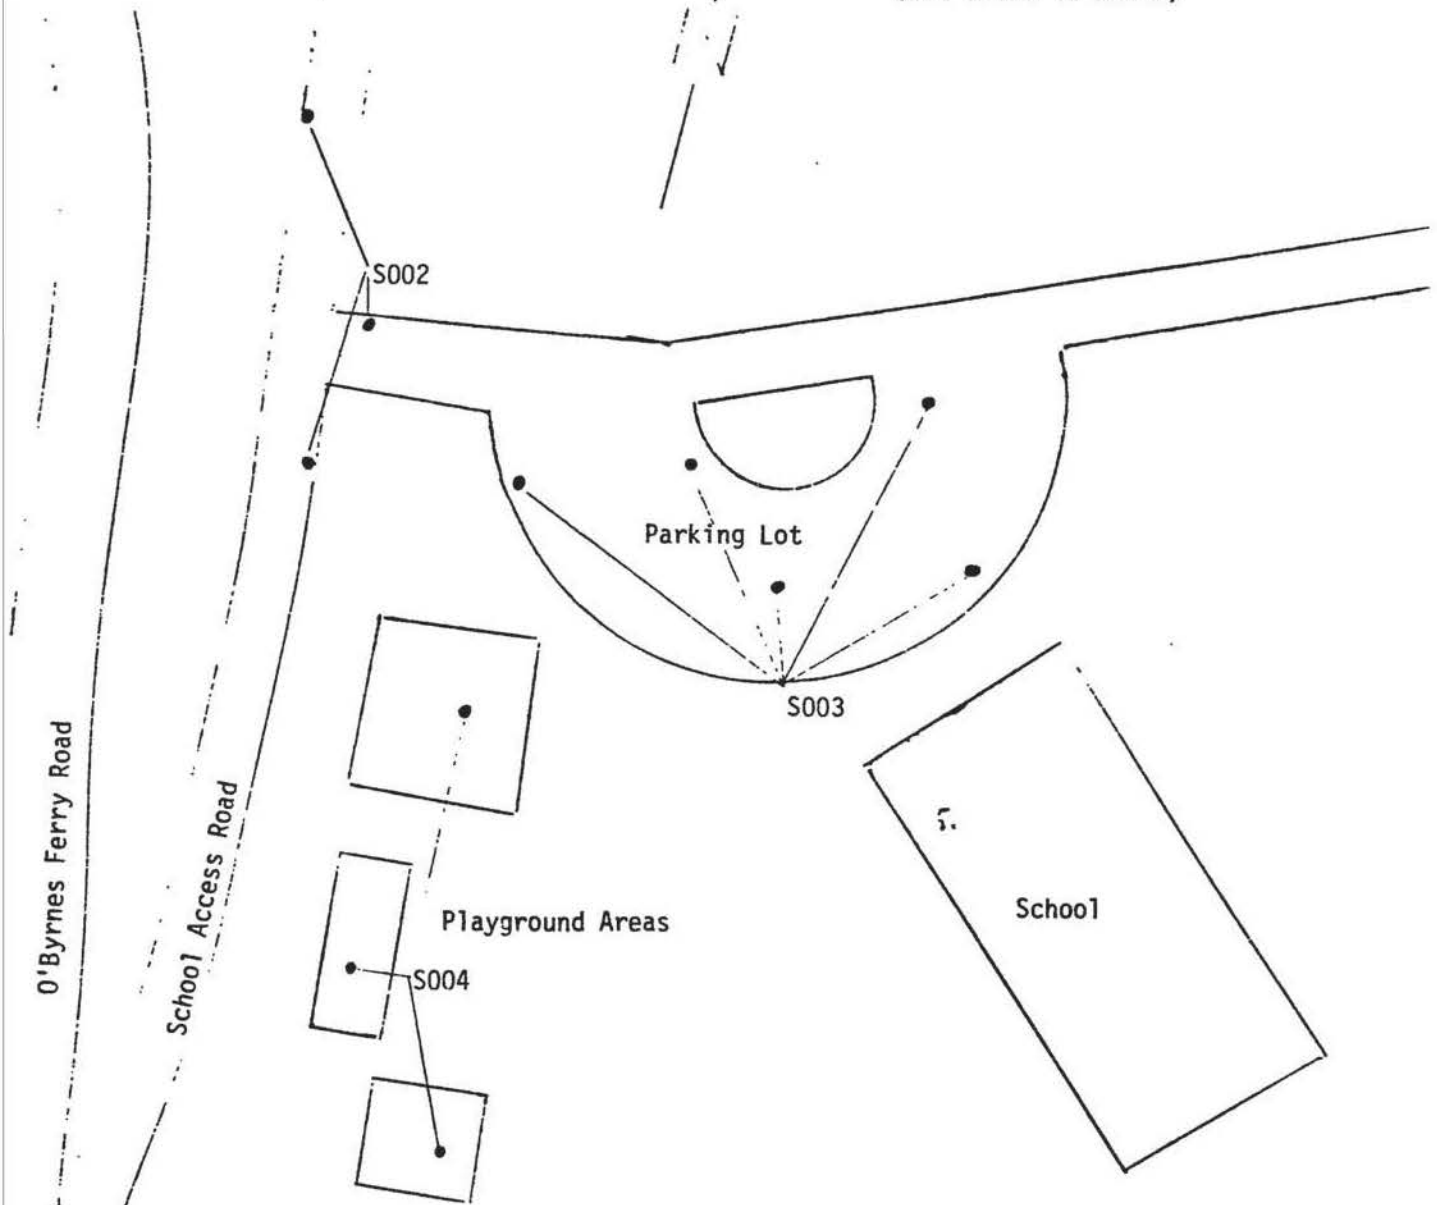 S002
Parking Lot
S003
O'Byrnes Ferry Road
School Access Road
Playground Areas
School
S004